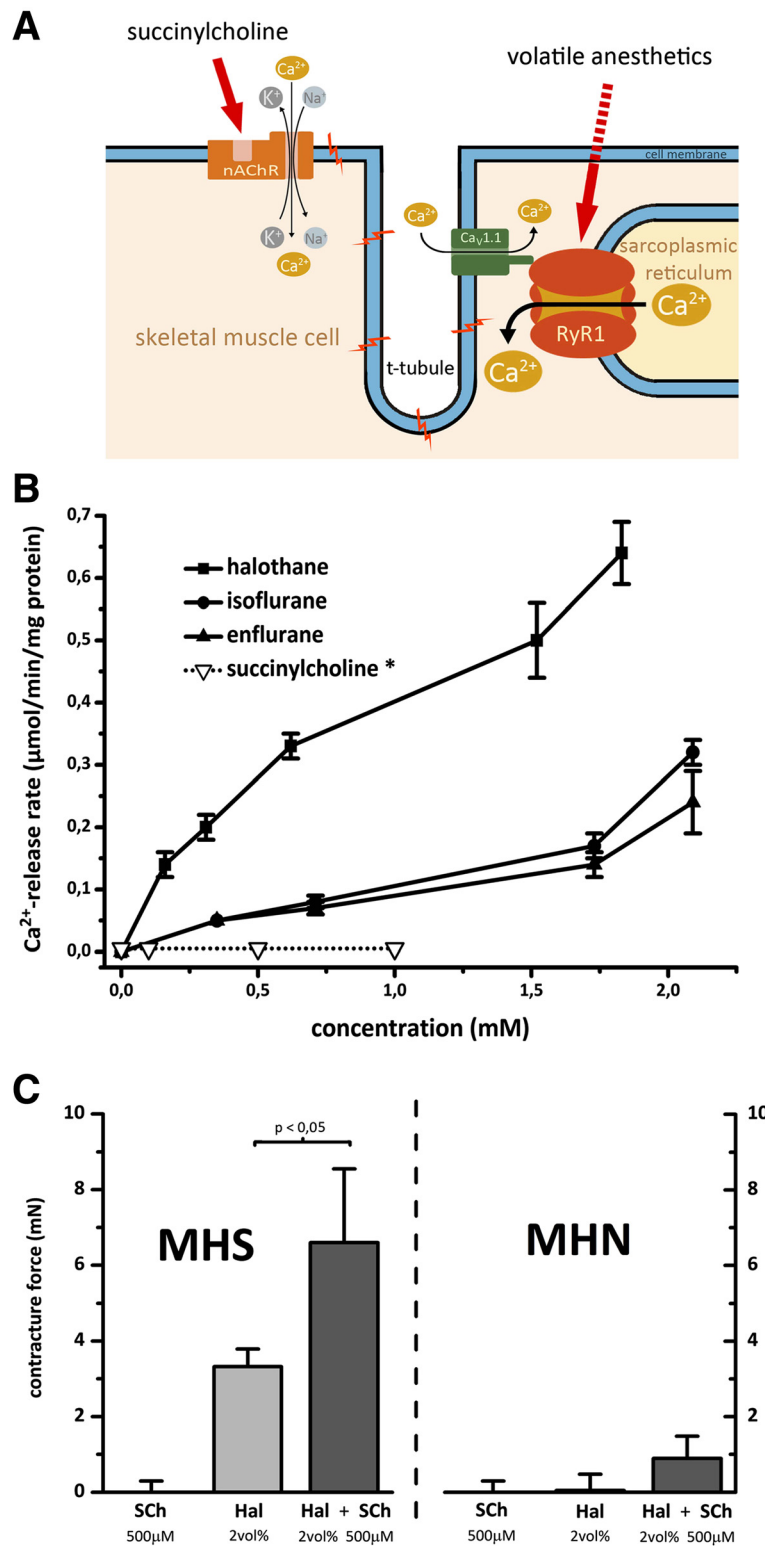 A
succinylcholine
volatile anesthetics
Ca2+
K+
Na+
nAChR
cell membrane
K+
Na+
Ca2+
Ca2+
Ca2+
CaV1.1
sarcoplasmic
reticulum
Ca2+
skeletal muscle cell
RyR1
t-tubule
Ca2+
B
Ca2+-release rate (µmol/min/mg protein)
0,7
0,6
0,5
0,4
0,3
0,2
0,1
0,0
halothane
isoflurane
enflurane
succinylcholine *
0,0 0,5 1,0 1,5 2,0
concentration (mM)
C
contracture force (mN)
10
8
6
4
2
0
p < 0,05
MHS
MHN
10
8
6
4
2
SCh Hal Hal + SCh
500µM 2vol% 2vol% 500µM
SCh Hal Hal + SCh
500µM 2vol% 2vol% 500µM